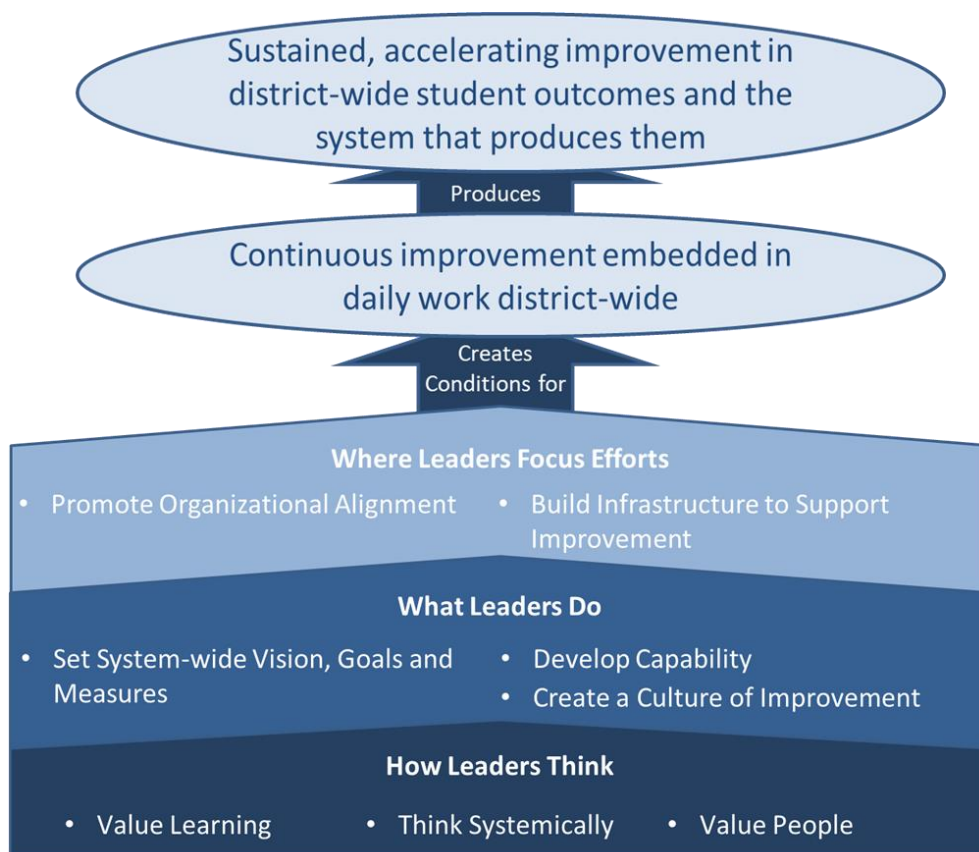 Sustained, accelerating improvement in
district-wide student outcomes and the
system that produces them
Produces
Continuous improvement embedded in
daily work district-wide
Creates
Conditions for
Where Leaders Focus Efforts
• Promote Organizational Alignment
• Build Infrastructure to Support
Improvement
What Leaders Do
• Set System-wide Vision, Goals and
Measures
• Develop Capability
• Create a Culture of Improvement
How Leaders Think
• Value Learning
• Think Systemically
• Value People